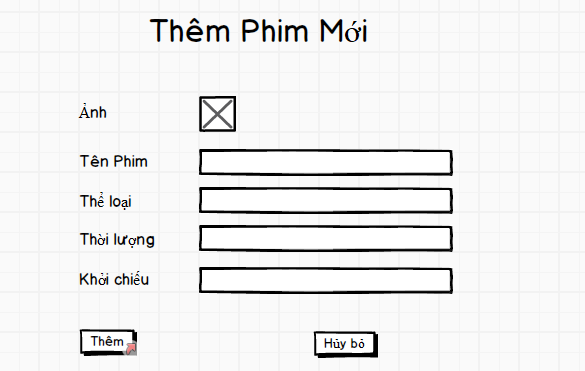 Thêm Phim Mới
Ảnh
Tên Phim
Thể loại
Thời lượng
Khởi chiếu
Thêm
Hủy bỏ